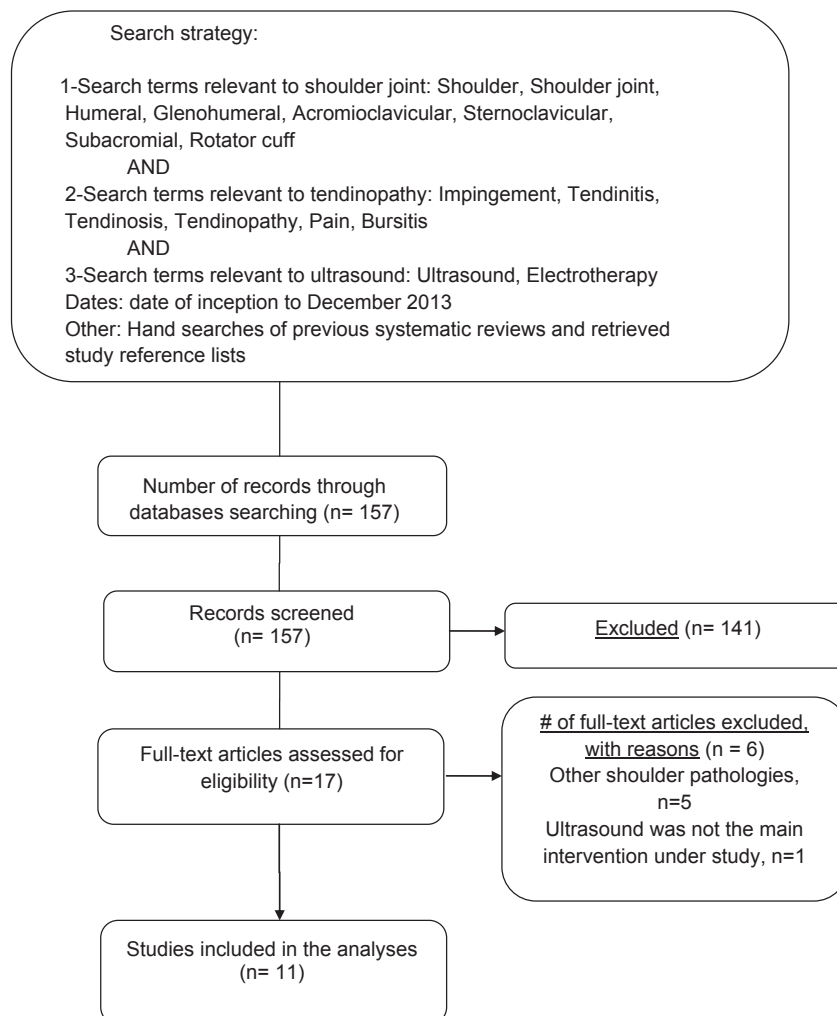 Search strategy:
1-Search terms relevant to shoulder joint: Shoulder, Shoulder joint,
Humeral, Glenohumeral, Acromioclavicular, Sternoclavicular,
Subacromial, Rotator cuff
AND
2-Search terms relevant to tendinopathy: Impingement, Tendinitis,
Tendinosis, Tendinopathy, Pain, Bursitis
AND
3-Search terms relevant to ultrasound: Ultrasound, Electrotherapy
Dates: date of inception to December 2013
Other: Hand searches of previous systematic reviews and retrieved
study reference lists
Number of records through
databases searching (n= 157)
Records screened
(n= 157)
Excluded (n= 141)
Full-text articles assessed for
eligibility (n=17)
# of full-text articles excluded,
with reasons (n = 6)
Other shoulder pathologies,
n=5
Ultrasound was not the main
intervention under study, n=1
Studies included in the analyses
(n= 11)